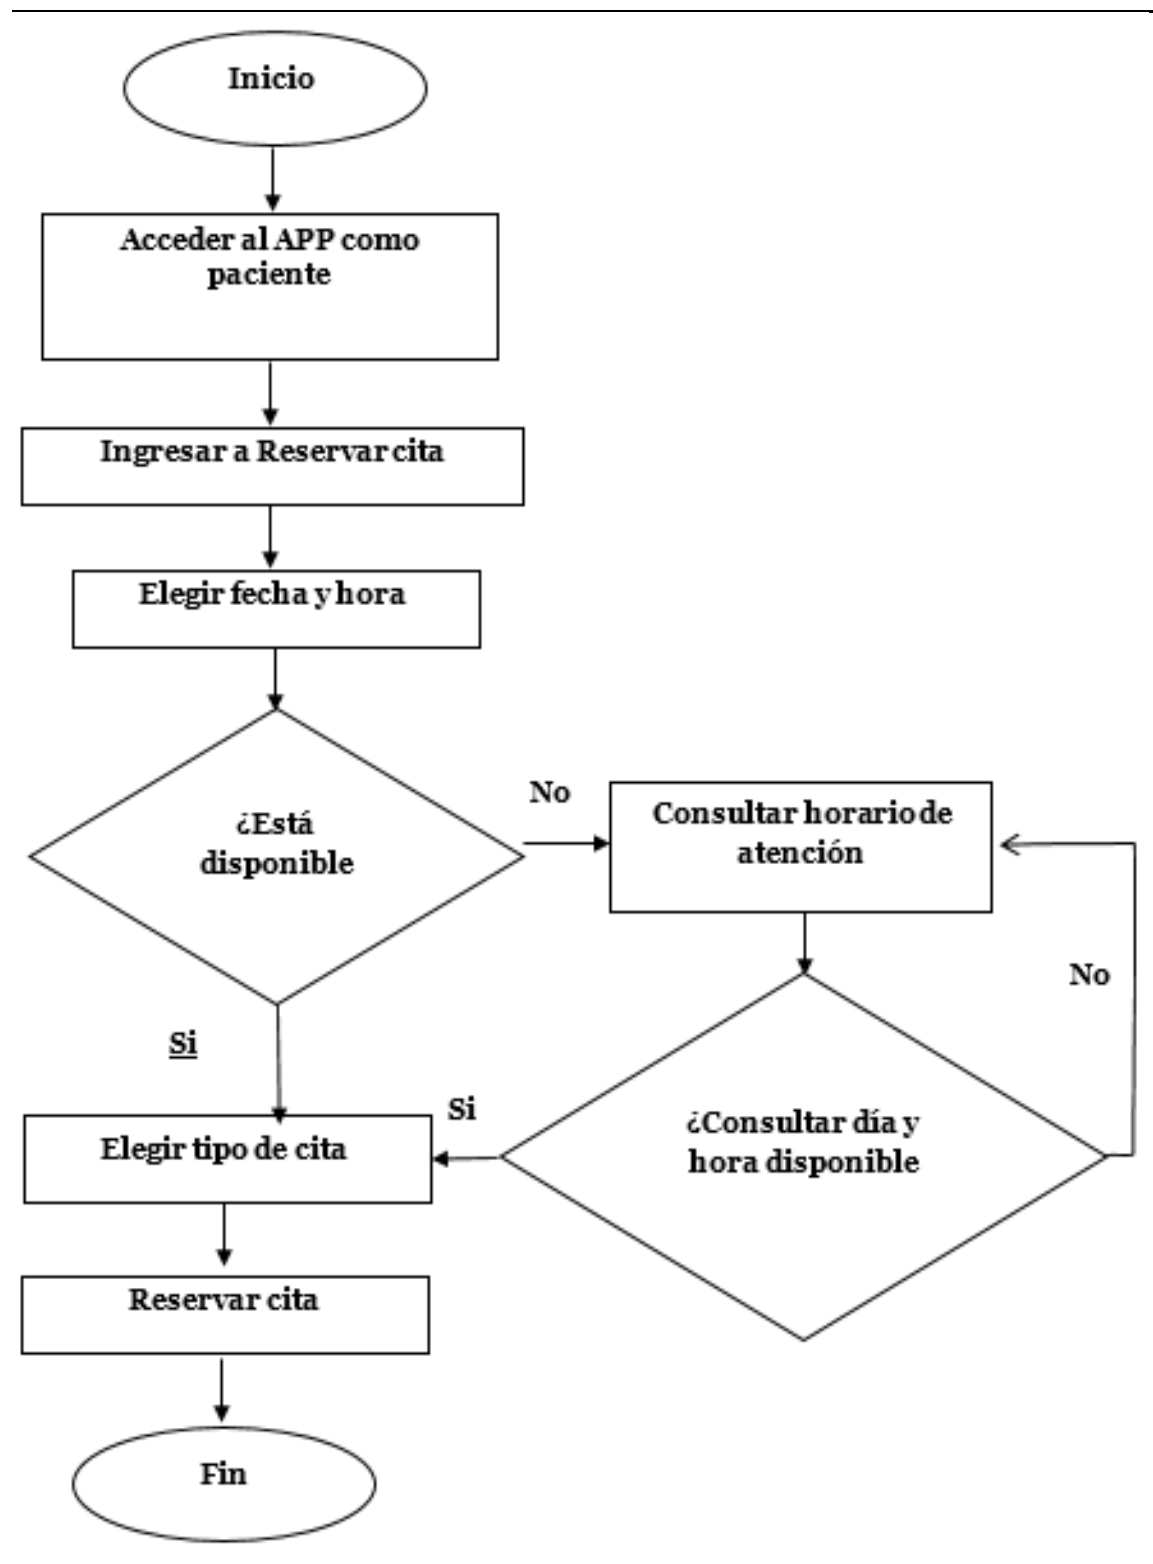 Inicio
Acceder al APP como
paciente
Ingresar a Reservar cita
Elegir fecha y hora
¿Está
disponible
No
Consultar horario de
atención
No
Si
Si
¿Consultar día y
hora disponible
Elegir tipo de cita
Reservar cita
Fin